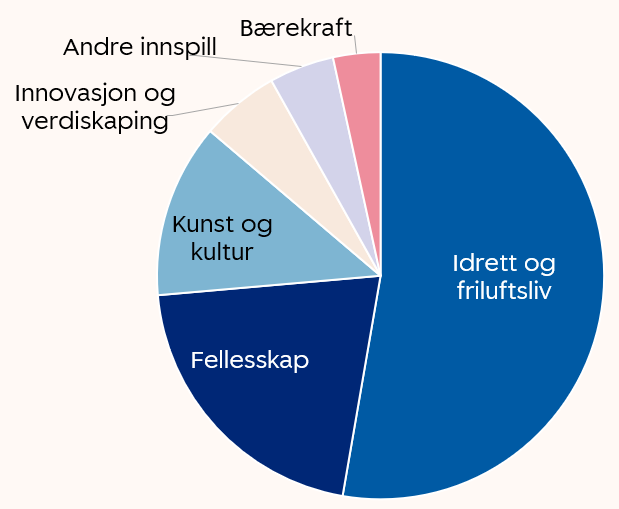 Bærekraft
Andre innspill
Innovasjon og
verdiskaping
Kunst og
kultur
Idrett og
friluftsliv
Fellesskap